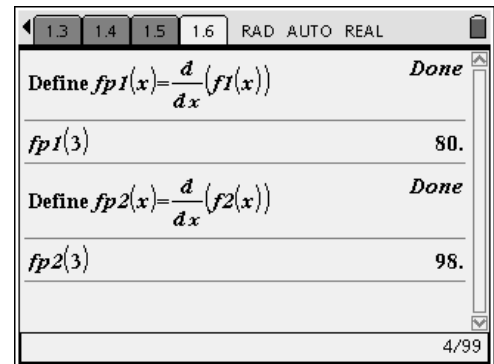 1.3 1.4 1.5 1.6 RAD AUTO REAL
Define fp1(x)=d/dx(f1(x)) Done
fp1(3) 80.
Define fp2(x)=d/dx(f2(x)) Done
fp2(3) 98.
4/99